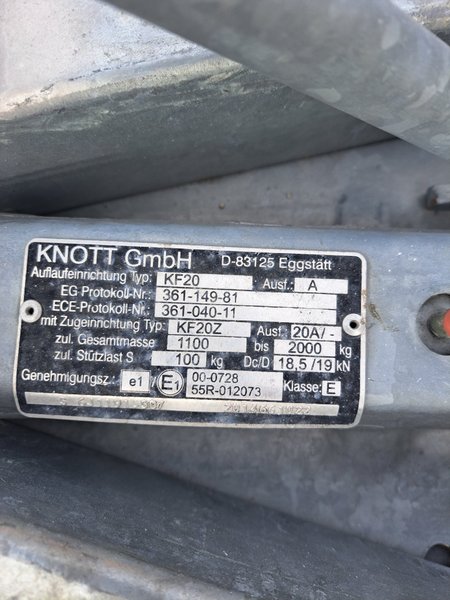 KNOTT GmbH D-83125 Eggstätt
Auflaufeinrichtung Typ: KF20 Ausf.: A
EG-Protokoll-Nr.: 361-149-81
ECE-Protokoll-Nr.: 361-040-11
mit Zugeinrichtung Typ: KF20Z Ausf. 20A/-
zul. Gesamtmasse 1100 bis 2000 kg
zul. Stützlast S 100 kg Dc/D 18,5/19 kN
Genehmigungsz.: e1 / E1 00-0728 Klasse: E
55R-012073